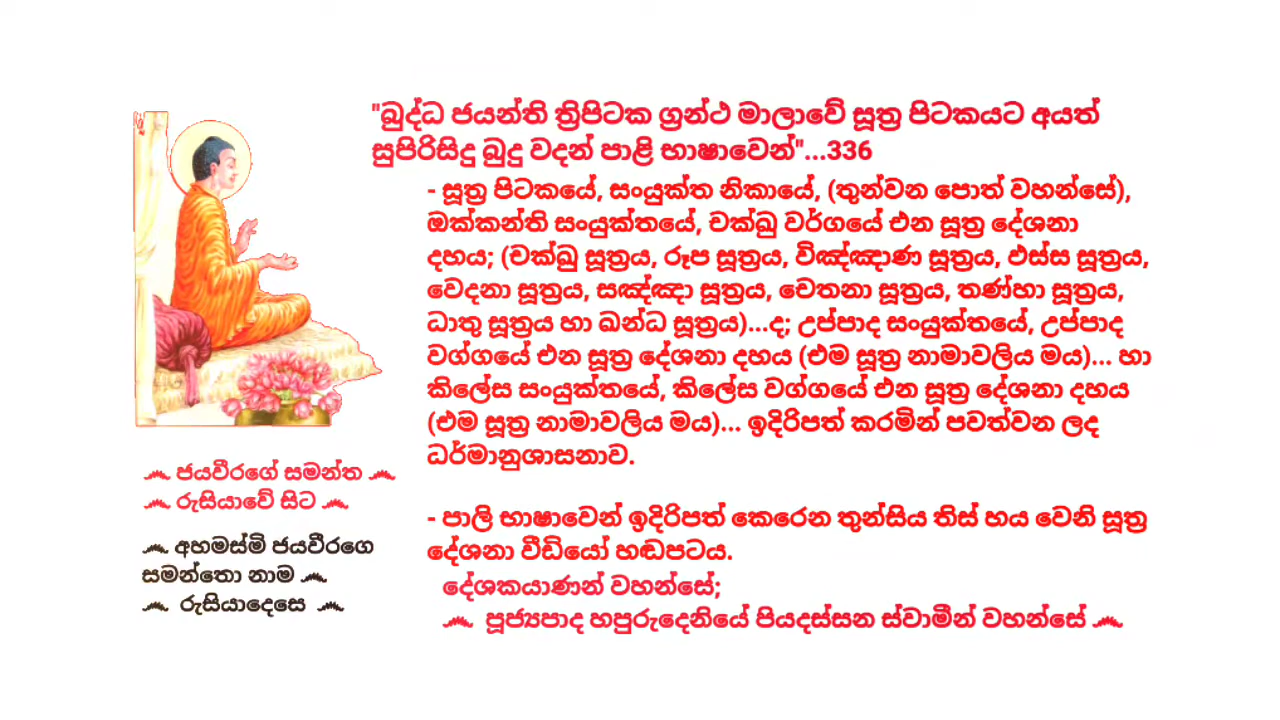 "බුද්ධ ජයන්ති ත්‍රිපිටක ග්‍රන්ථ මාලාවේ සූත්‍ර පිටකයට අයත්
සුපිරිසිදු බුදු වදන් පාළි භාෂාවෙන්"...336
- සූත්‍ර පිටකයේ, සංයුක්ත නිකායේ, (තුන්වන පොත් වහන්සේ),
ඔක්කන්ති සංයුක්තයේ, චක්ඛු වර්ගයේ එන සූත්‍ර දේශනා
දහය; (චක්ඛු සූත්‍රය, රූප සූත්‍රය, විඤ්ඤාණ සූත්‍රය, ඵස්ස සූත්‍රය,
වෙදනා සූත්‍රය, සඤ්ඤා සූත්‍රය, චෙතනා සූත්‍රය, තණ්හා සූත්‍රය,
ධාතු සූත්‍රය හා ඛන්ධ සූත්‍රය)...ද; උප්පාද සංයුක්තයේ, උප්පාද
වග්ගයේ එන සූත්‍ර දේශනා දහය (එම සූත්‍ර නාමාවලිය මය)... හා
කිලේස සංයුක්තයේ, කිලේස වග්ගයේ එන සූත්‍ර දේශනා දහය
(එම සූත්‍ර නාමාවලිය මය)... ඉදිරිපත් කරමින් පවත්වන ලද
ධර්මානුශාසනාව.
- පාලි භාෂාවෙන් ඉදිරිපත් කෙරෙන තුන්සිය තිස් හය වෙනි සූත්‍ර
දේශනා වීඩියෝ හඬපටය.
දේශකයාණන් වහන්සේ;
පූජ්‍යපාද හපුරුදෙනියේ පියදස්සන ස්වාමීන් වහන්සේ
ජයවීරගේ සමන්ත
රුසියාවේ සිට
අහමස්මි ජයවීරගෙ
සමන්තො නාම
රුසියාදෙසෙ